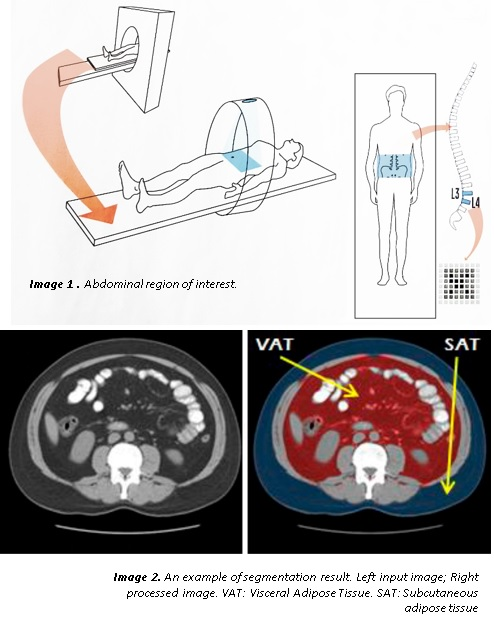 L3
L4
Image 1 . Abdominal region of interest.
VAT
SAT
Image 2. An example of segmentation result. Left input image; Right
processed image. VAT: Visceral Adipose Tissue. SAT: Subcutaneous
adipose tissue